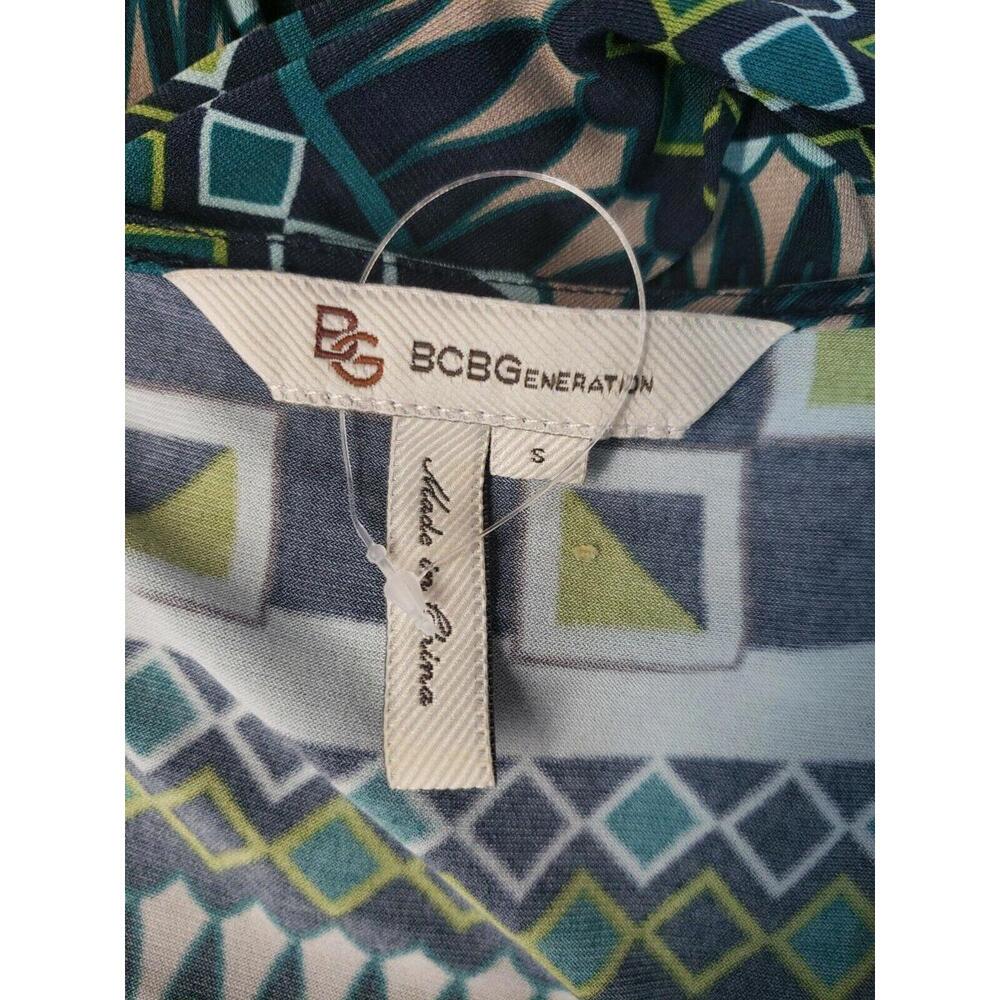 BG
BCBGENERATION
S
Made in China